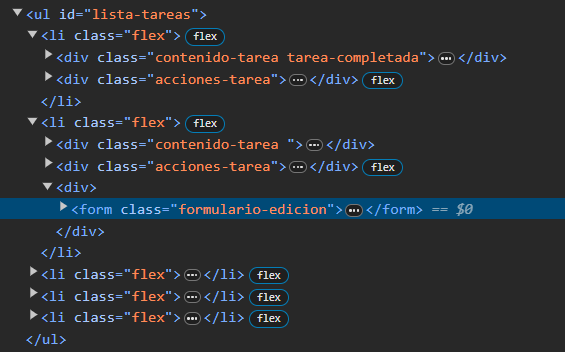 ▼<ul id="lista-tareas">
▼<li class="flex"> flex
▶<div class="contenido-tarea tarea-completada">⋯</div>
▶<div class="acciones-tarea">⋯</div> flex
</li>
▼<li class="flex"> flex
▶<div class="contenido-tarea ">⋯</div>
▶<div class="acciones-tarea">⋯</div> flex
▼<div>
▶<form class="formulario-edicion">⋯</form> == $0
</div>
</li>
▶<li class="flex">⋯</li> flex
▶<li class="flex">⋯</li> flex
▶<li class="flex">⋯</li> flex
</ul>